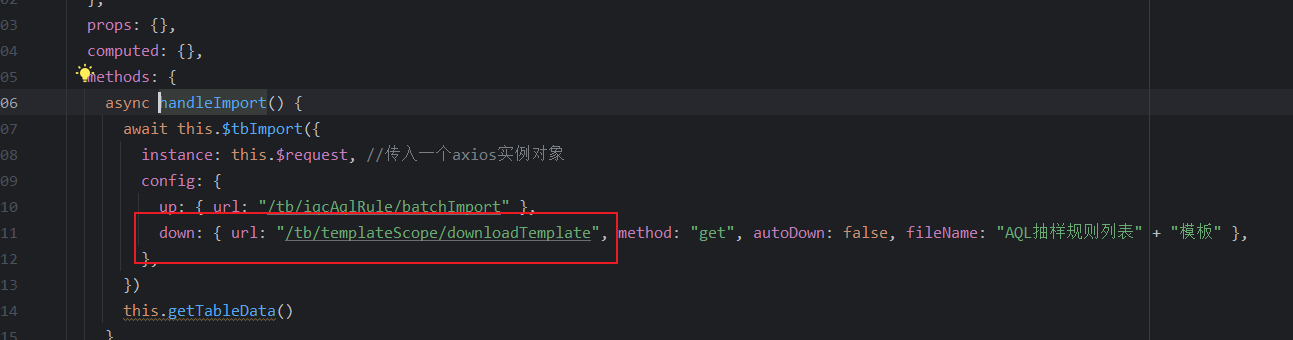 },
03 props: {},
04 computed: {},
05 methods: {
06 async handleImport() {
07 await this.$tbImport({
08 instance: this.$request, //传入一个axios实例对象
09 config: {
10 up: { url: "/tb/iqcAqlRule/batchImport" },
11 down: { url: "/tb/templateScope/downloadTemplate", method: "get", autoDown: false, fileName: "AQL抽样规则列表" + "模板" },
12 },
13 })
14 this.getTableData()
15 }